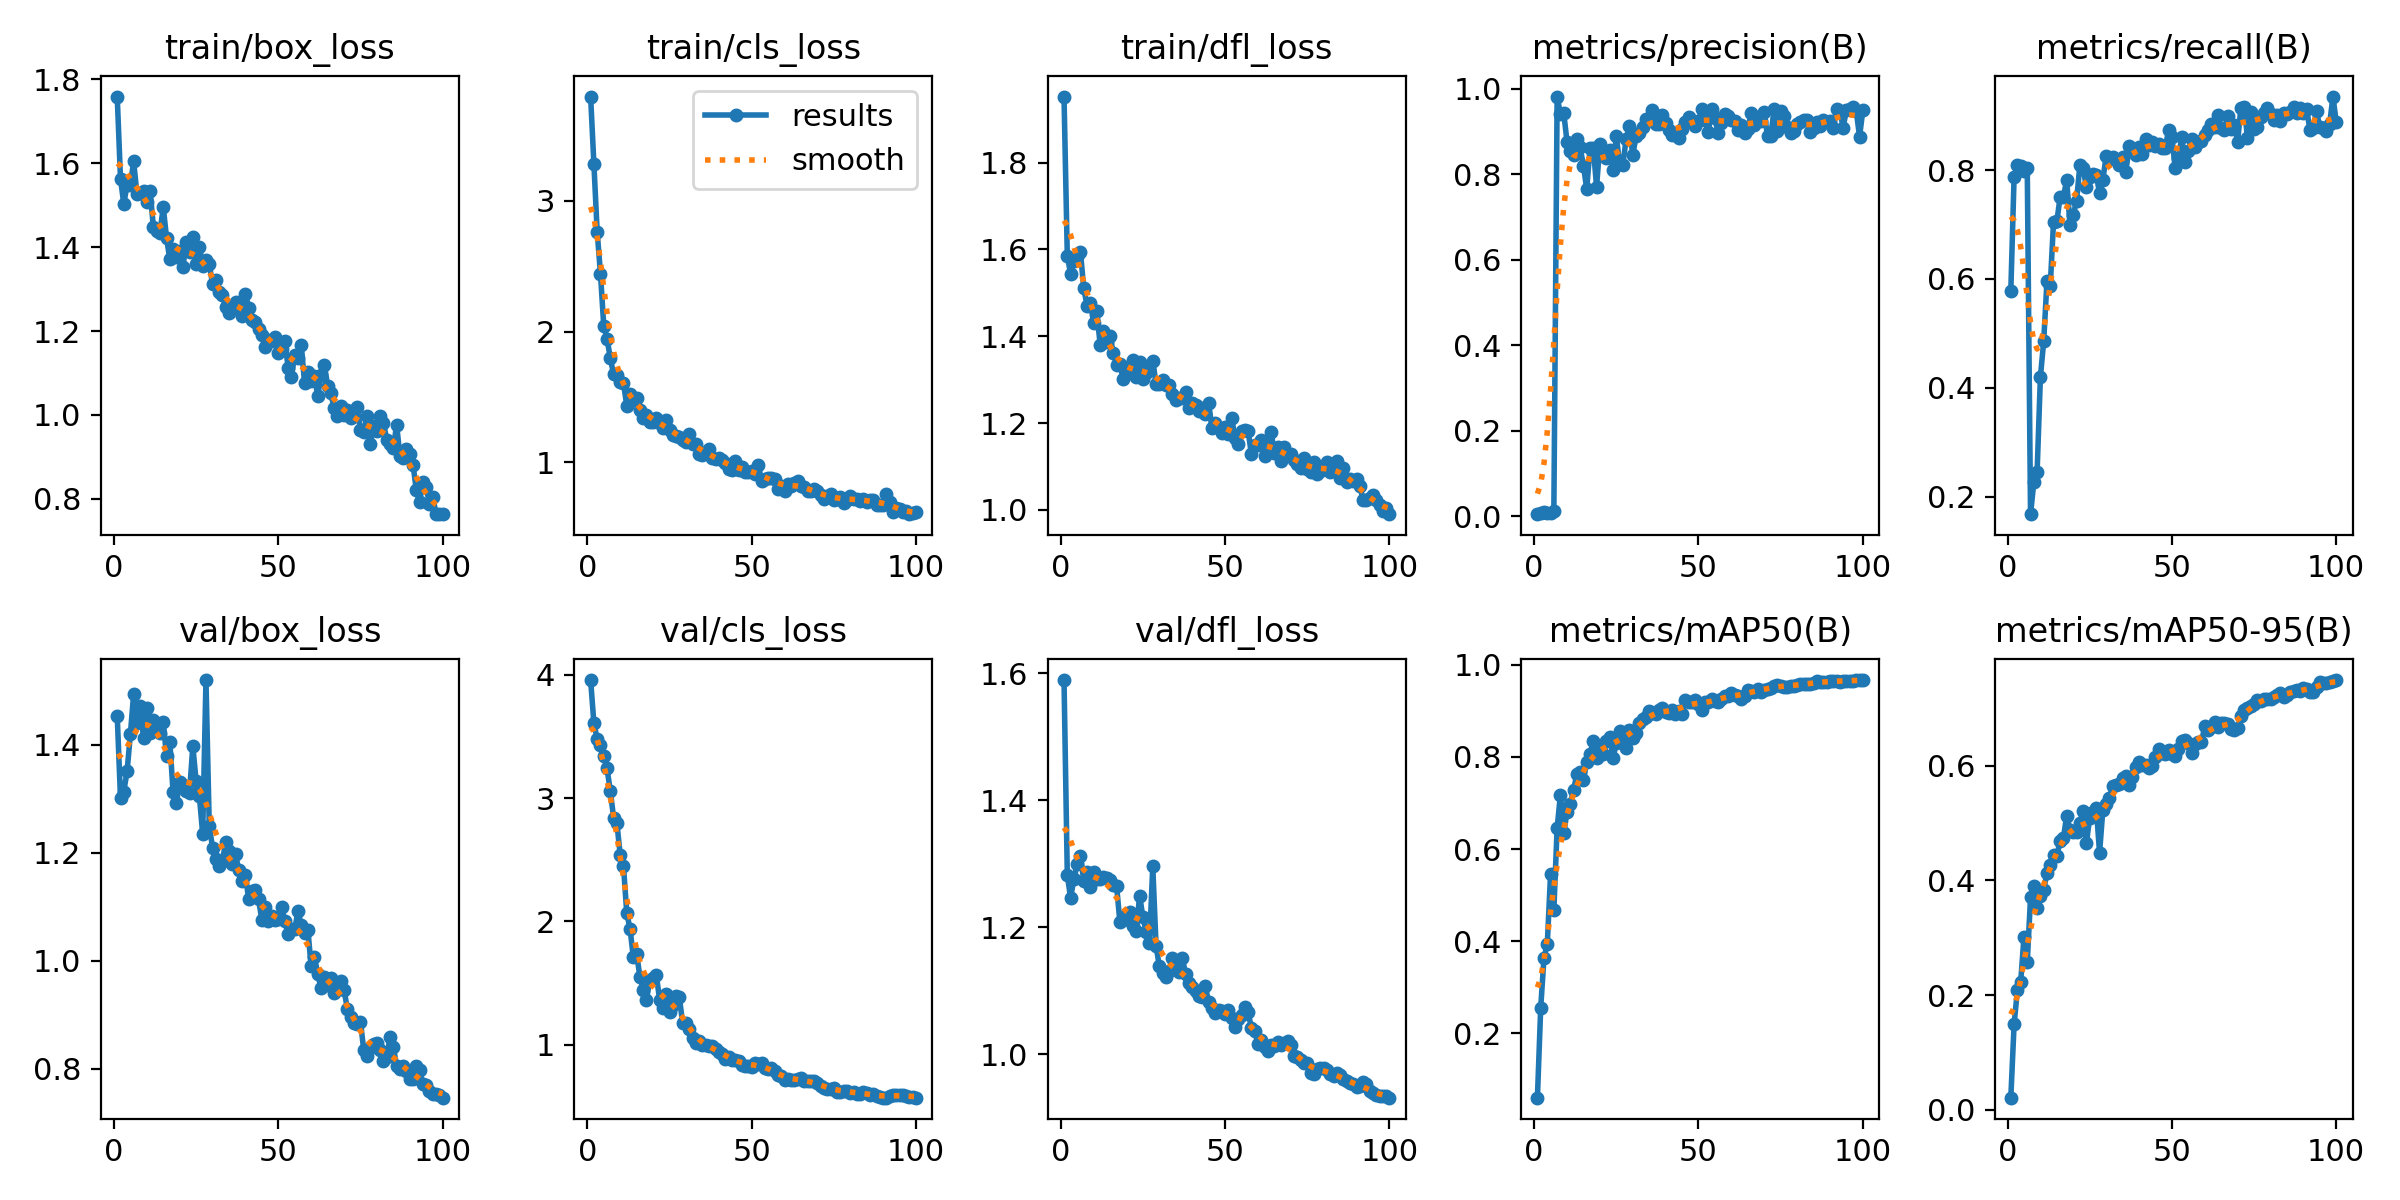 train/box_loss
train/cls_loss
train/dfl_loss
metrics/precision(B)
metrics/recall(B)
1.8
1.6
1.4
1.2
1.0
0.8
0 50 100
results
smooth
3
2
1
0 50 100
1.8
1.6
1.4
1.2
1.0
0 50 100
1.0
0.8
0.6
0.4
0.2
0.0
0 50 100
0.8
0.6
0.4
0.2
0 50 100
val/box_loss
val/cls_loss
val/dfl_loss
metrics/mAP50(B)
metrics/mAP50-95(B)
1.4
1.2
1.0
0.8
0 50 100
4
3
2
1
0 50 100
1.6
1.4
1.2
1.0
0 50 100
1.0
0.8
0.6
0.4
0.2
0 50 100
0.6
0.4
0.2
0.0
0 50 100